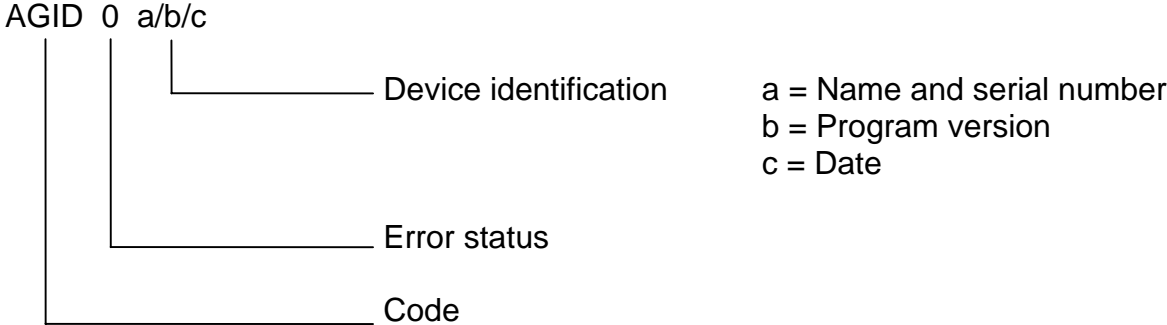 AGID 0 a/b/c
Device identification a = Name and serial number
b = Program version
c = Date
Error status
Code